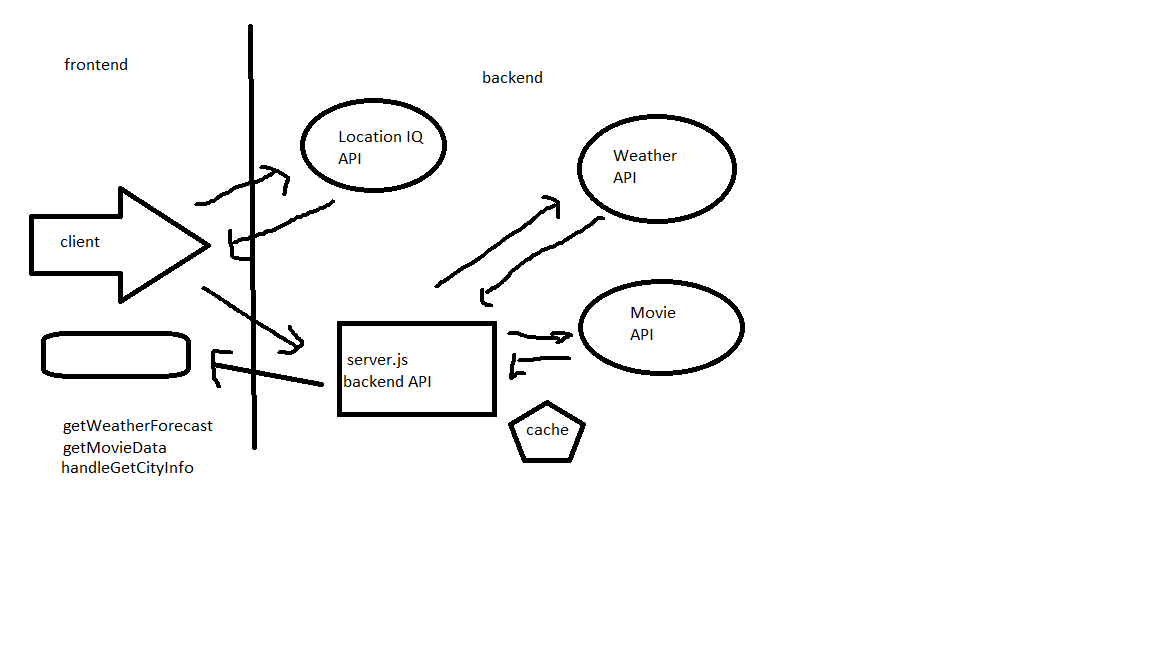 frontend
backend
Location IQ
API
Weather
API
client
Movie
API
server.js
backend API
cache
getWeatherForecast
getMovieData
handleGetCityInfo